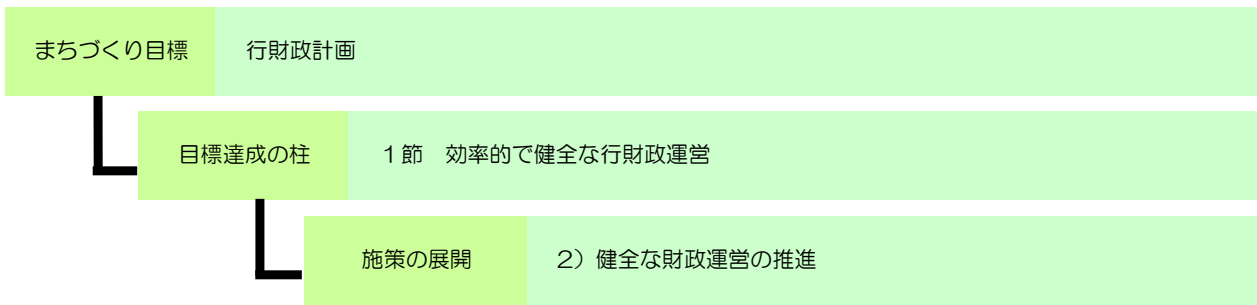 まちづくり目標　行財政計画
目標達成の柱　１節　効率的で健全な行財政運営
施策の展開　２）健全な財政運営の推進